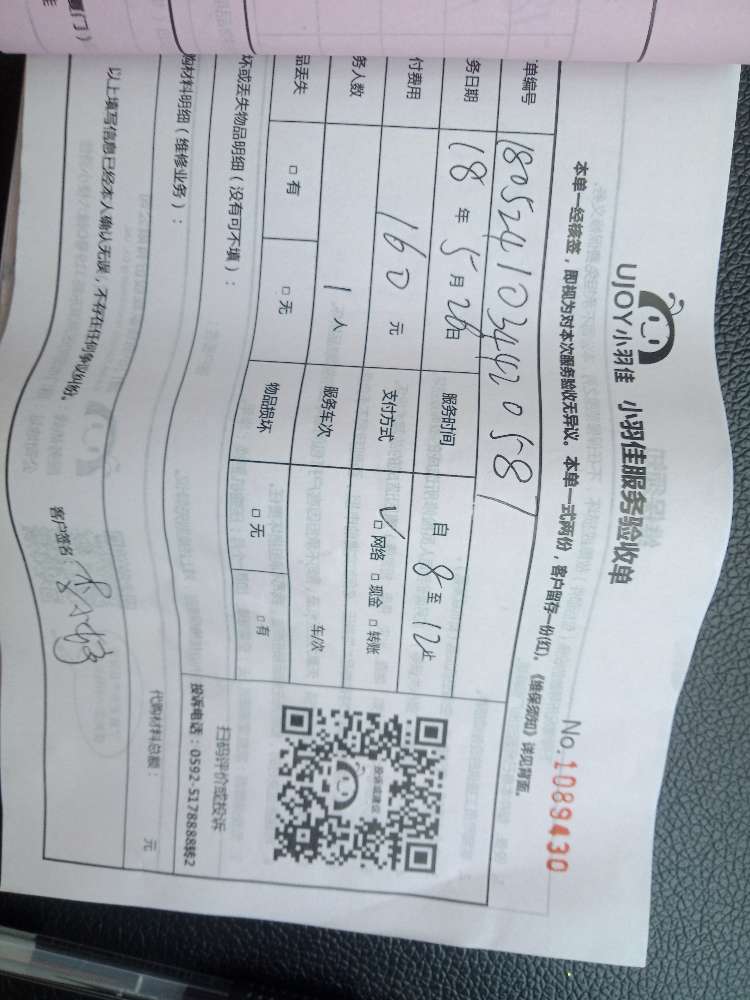 UJOY小羽佳 小羽佳服务验收单
No.1089430
本单一经核签，即视为对本次服务验收无异议。本单一式两份，客户留存一份(红)。《维保须知》详见背面。
单编号 180524103442058
务日期 18 年 5 月 28 日 服务时间 自 8 至 12 止
付费用 160 元 支付方式 ☑ 网络 □ 现金 □ 转账
务人数 1 人 服务车次 车/次
品丢失 □ 有 □ 无 物品损坏 □ 无 □ 有
坏或丢失物品明细（没有可不填）：
投诉或建议
扫码评价或投诉
投诉电话：0592-5178888转2
购材料明细（维修业务）：
代购材料总额： 元
以上填写信息已经本人确认无误，不存在任何争议纠纷。
客户签名：
厦门）